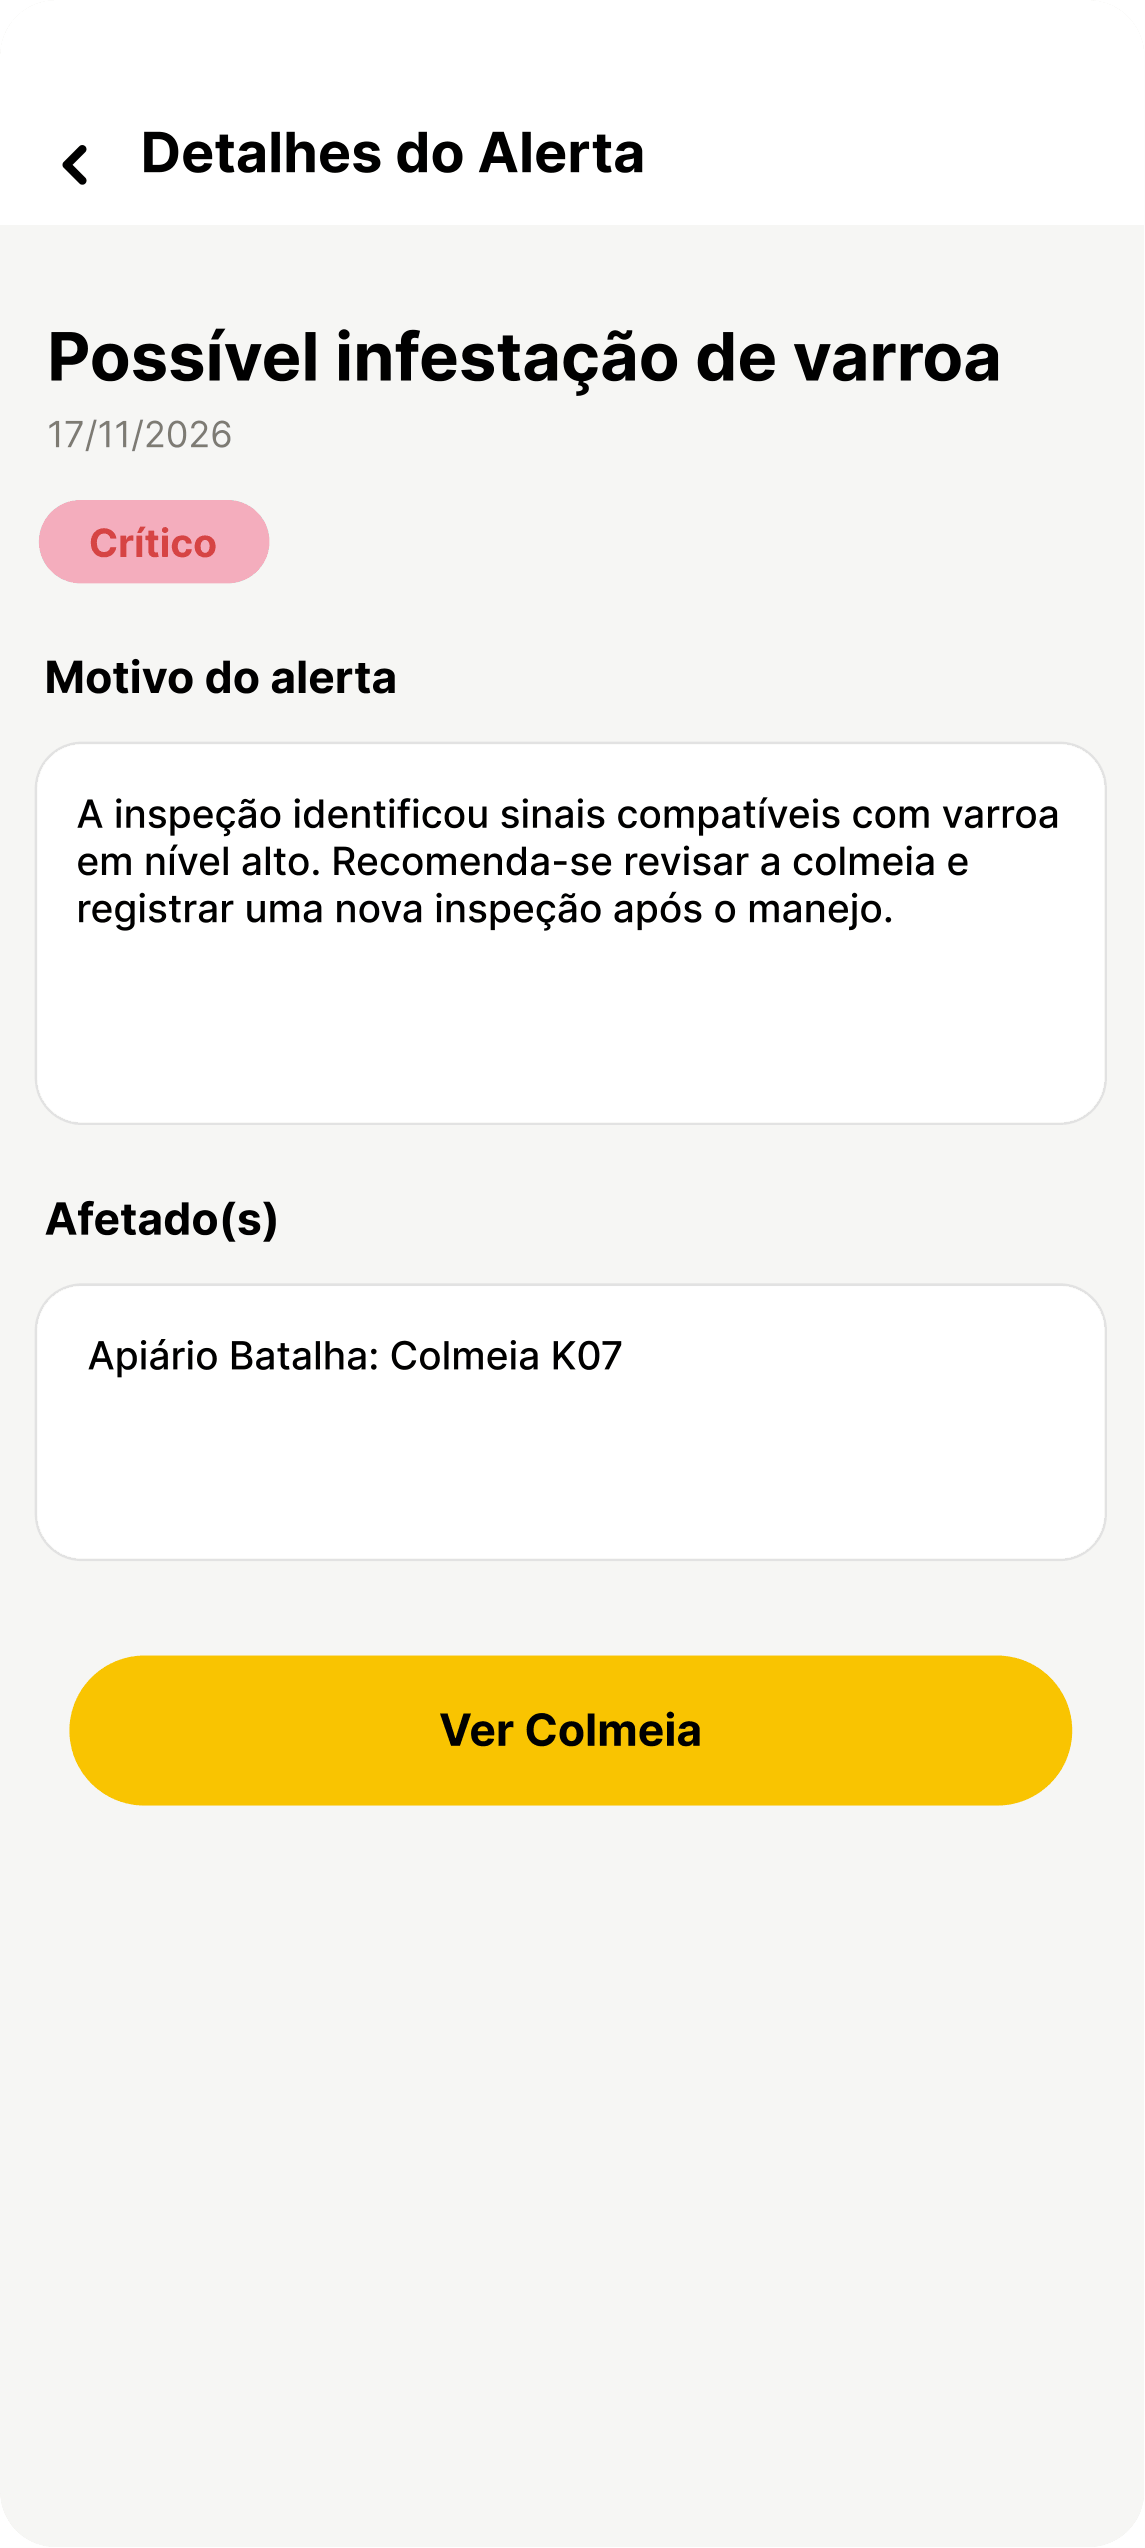 Detalhes do Alerta
Possível infestação de varroa
17/11/2026
Crítico
Motivo do alerta
A inspeção identificou sinais compatíveis com varroa
em nível alto. Recomenda-se revisar a colmeia e
registrar uma nova inspeção após o manejo.
Afetado(s)
Apiário Batalha: Colmeia K07
Ver Colmeia